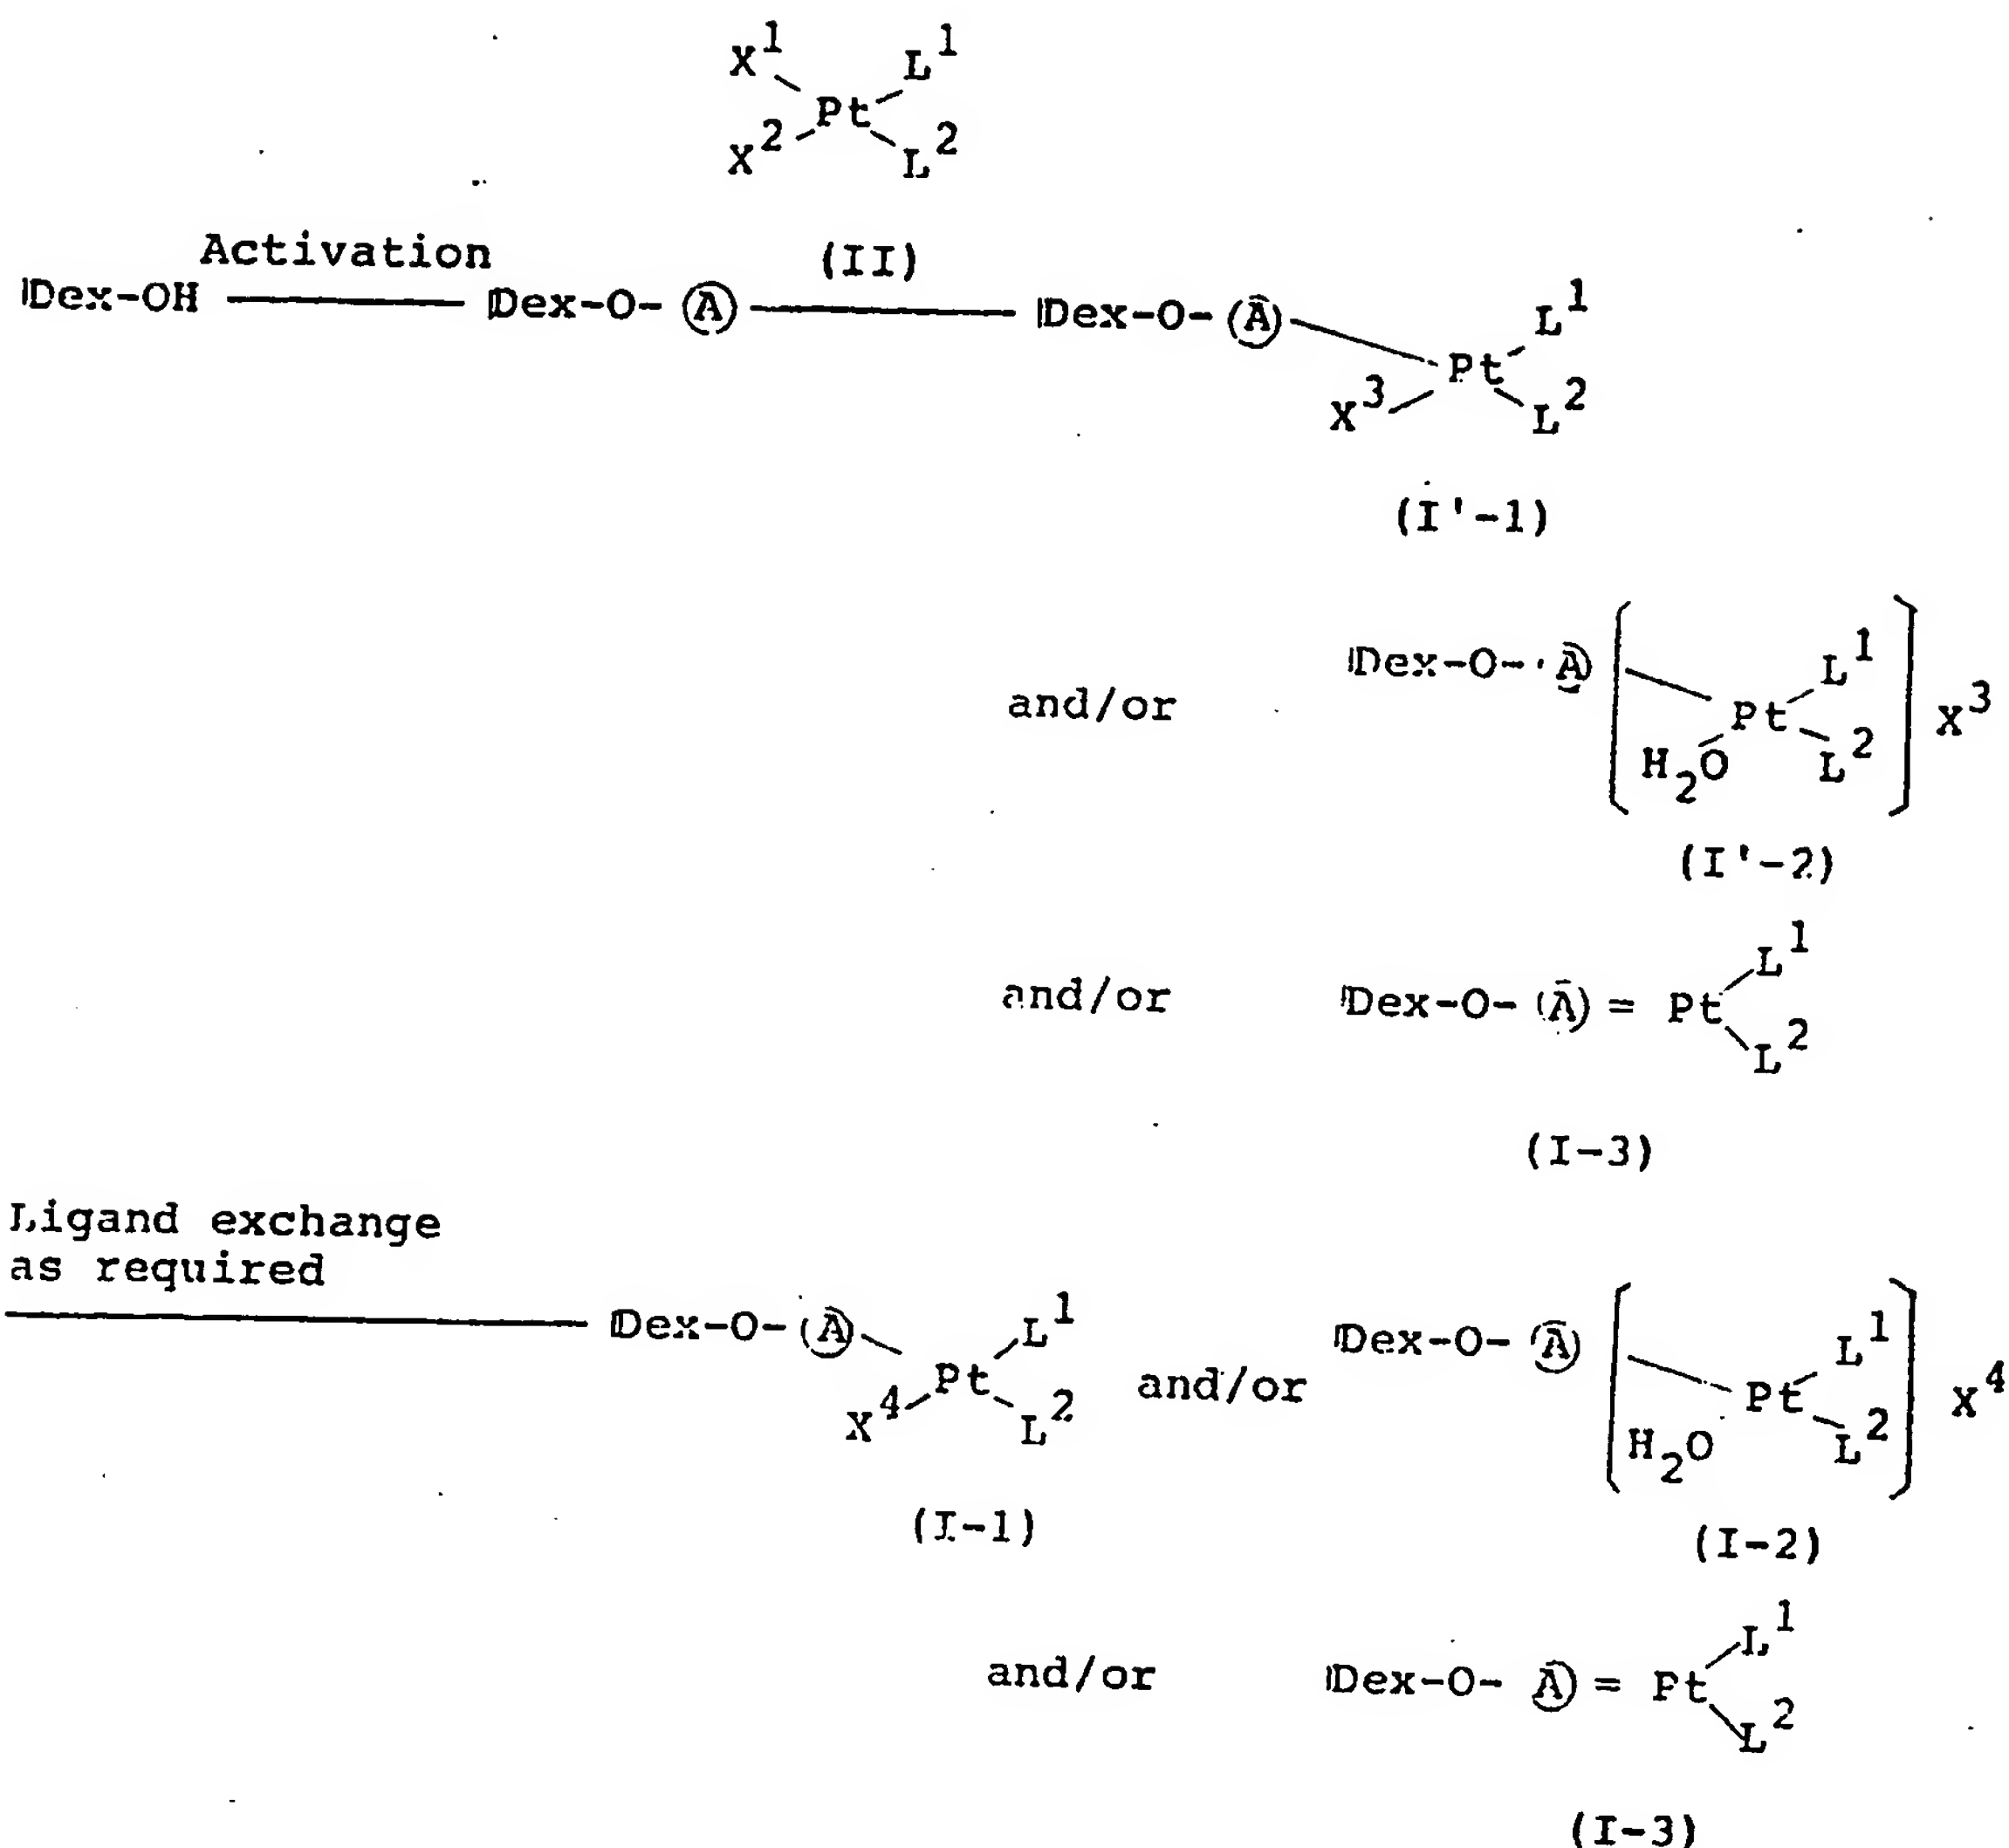 X¹ L¹
Pt
X² L²
Activation (II)
Dex-O H Dex-O- A Dex-O- A L¹
Pt
X³ L²
(I'-1)
Dex-O- A L¹
and/or Pt X³
H₂O L²
(I'-2)
L¹
and/or Dex-O- A = Pt
L²
(I-3)
Ligand exchange
as required
Dex-O- A L¹ Dex-O- A L¹
Pt and/or Pt X⁴
X⁴ L² H₂O L²
(I-1) (I-2)
L¹
and/or Dex-O- A = Pt
L²
(I-3)